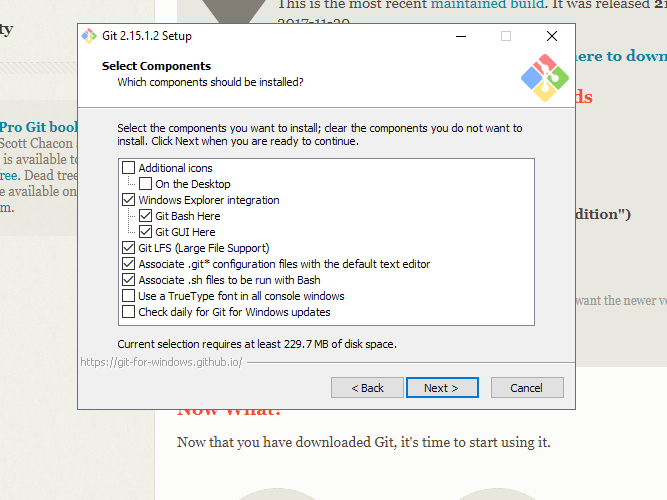 This is the most recent maintained build. It was released 21
2017-11-20
ty
Git 2.15.1.2 Setup
Select Components
Which components should be installed?
here to down
ds
Pro Git book
Scott Chacon
is available to
ree. Dead tree
e available on
m.
Select the components you want to install; clear the components you do not want to
install. Click Next when you are ready to continue.
Additional icons
On the Desktop
Windows Explorer integration
Git Bash Here
Git GUI Here
Git LFS (Large File Support)
Associate .git* configuration files with the default text editor
Associate .sh files to be run with Bash
Use a TrueType font in all console windows
Check daily for Git for Windows updates
dition")
want the newer ve
Current selection requires at least 229.7 MB of disk space.
https://git-for-windows.github.io/
< Back
Next >
Cancel
Now What?
Now that you have downloaded Git, it's time to start using it.